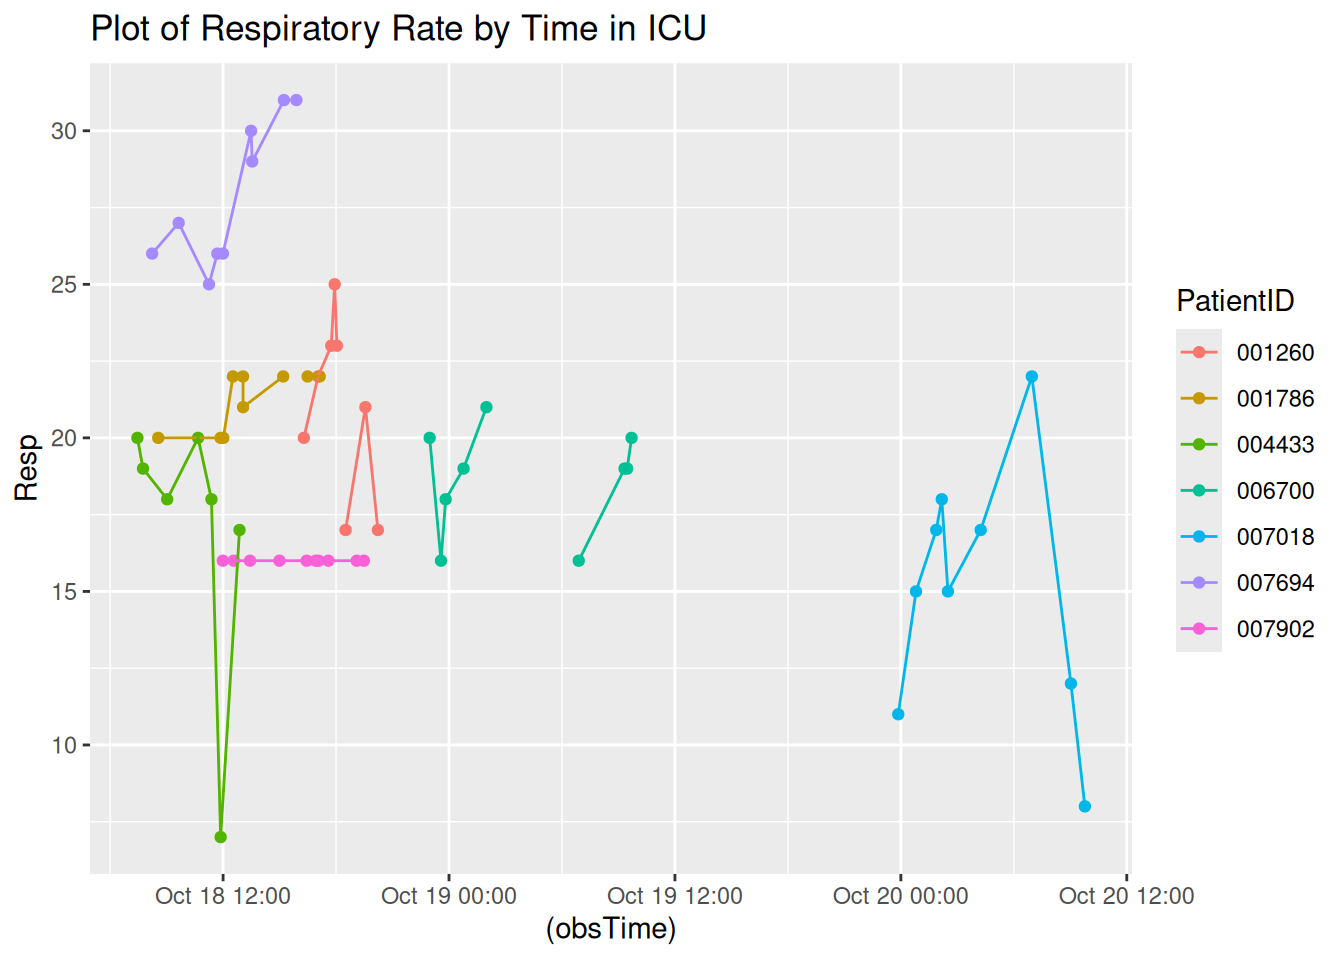 Plot of Respiratory Rate by Time in ICU
30
25
20
15
10
Resp
Oct 18 12:00
Oct 19 00:00
Oct 19 12:00
Oct 20 00:00
Oct 20 12:00
(obsTime)
PatientID
001260
001786
004433
006700
007018
007694
007902